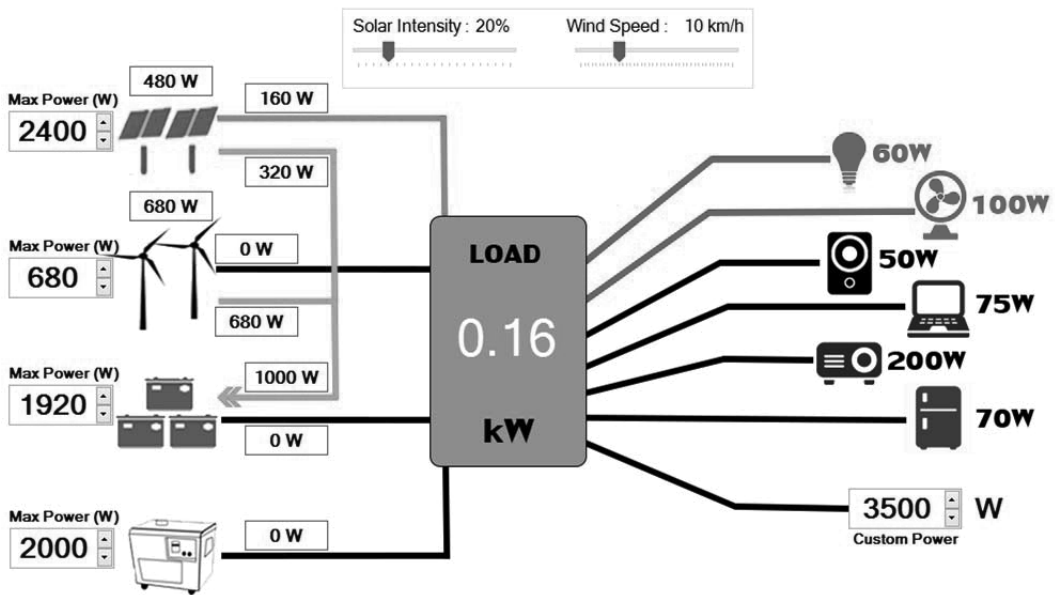 Solar Intensity : 20%
Wind Speed : 10 km/h
480 W
Max Power (W)
2400
160 W
320 W
680 W
Max Power (W)
680
0 W
680 W
Max Power (W)
1920
1000 W
0 W
Max Power (W)
2000
0 W
LOAD
0.16
kW
60W
100W
50W
75W
200W
70W
3500 W
Custom Power